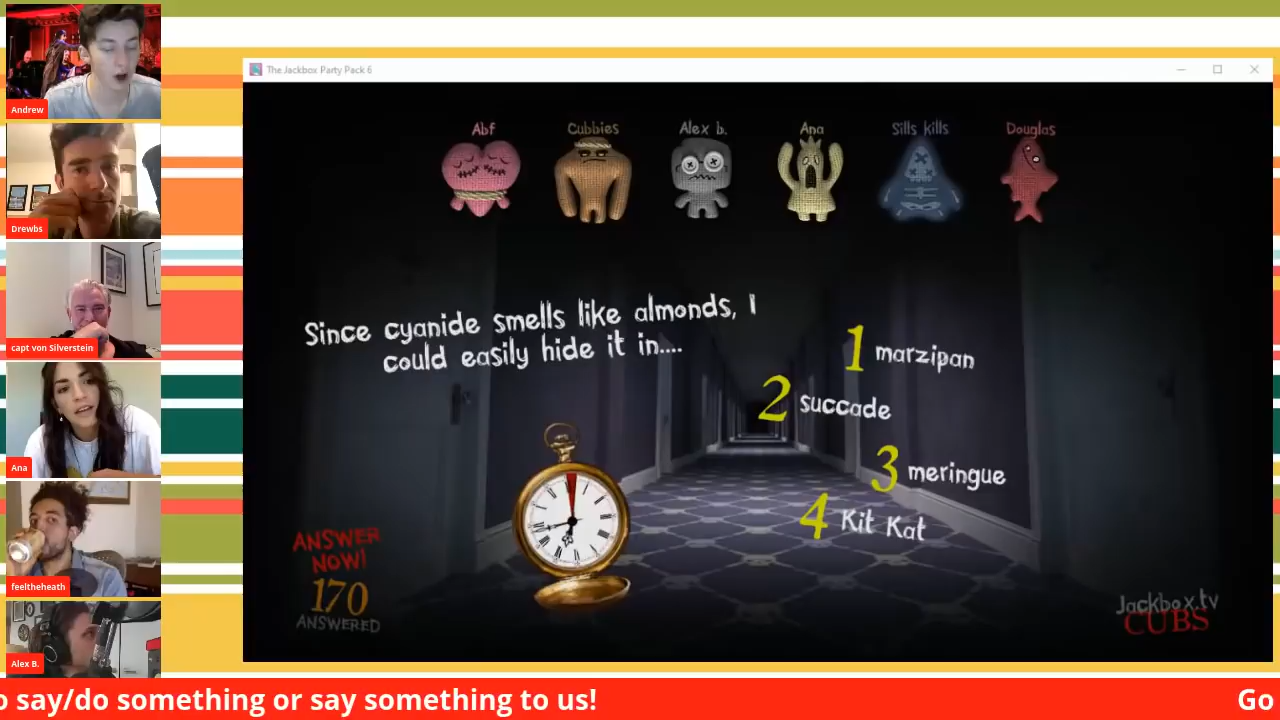 The Jackbox Party Pack 6
Andrew
Drewbs
capt von Silverstein
Ana
feeltheheath
Alex B.
Abf
Cubbies
Alex b.
Ana
Sills kills
Douglas
Since cyanide smells like almonds, I
could easily hide it in....
1 marzipan
2 succade
3 meringue
4 Kit Kat
ANSWER
NOW!
170
ANSWERED
Jackbox.tv
CUBS
o say/do something or say something to us!
Go